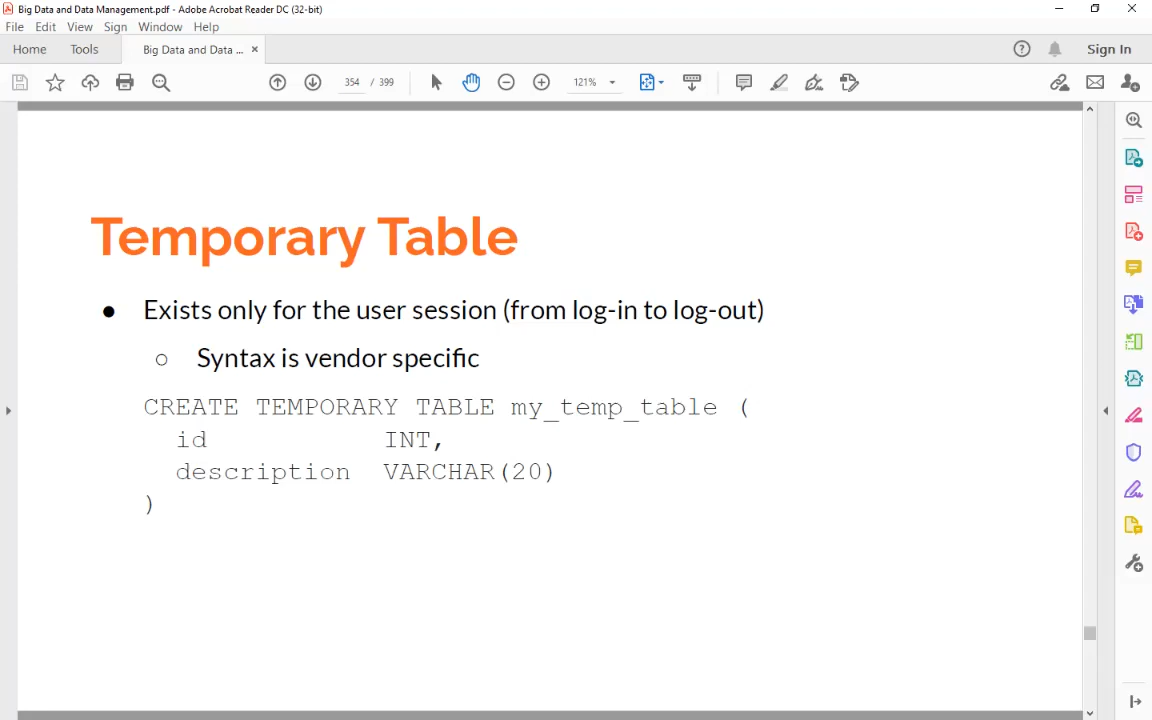 Big Data and Data Management.pdf - Adobe Acrobat Reader DC (32-bit)
File Edit View Sign Window Help
Home Tools Big Data and Data ... × Sign In
354 / 399 121%
Temporary Table
● Exists only for the user session (from log-in to log-out)
○ Syntax is vendor specific
CREATE TEMPORARY TABLE my_temp_table (
id INT,
description VARCHAR(20)
)